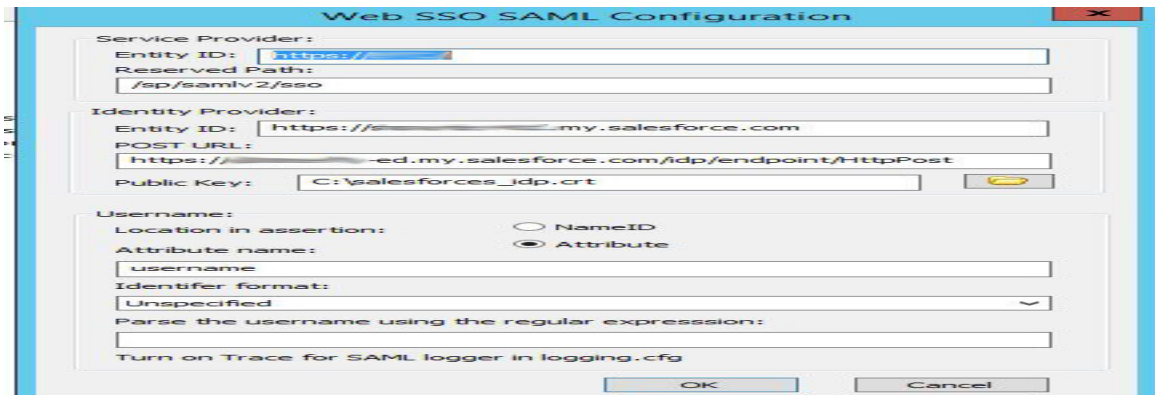 Web SSO SAML Configuration
Service Provider:
Entity ID: https://
Reserved Path:
/sp/samlv2/sso
Identity Provider:
Entity ID: https:// my.salesforce.com
POST URL:
https:// -ed.my.salesforce.com/idp/endpoint/HttpPost
Public Key: C:\salesforces_idp.crt
Username:
Location in assertion: NameID
Attribute
Attribute name:
username
Identifer format:
Unspecified
Parse the username using the regular expresssion:
Turn on Trace for SAML logger in logging.cfg
OK Cancel